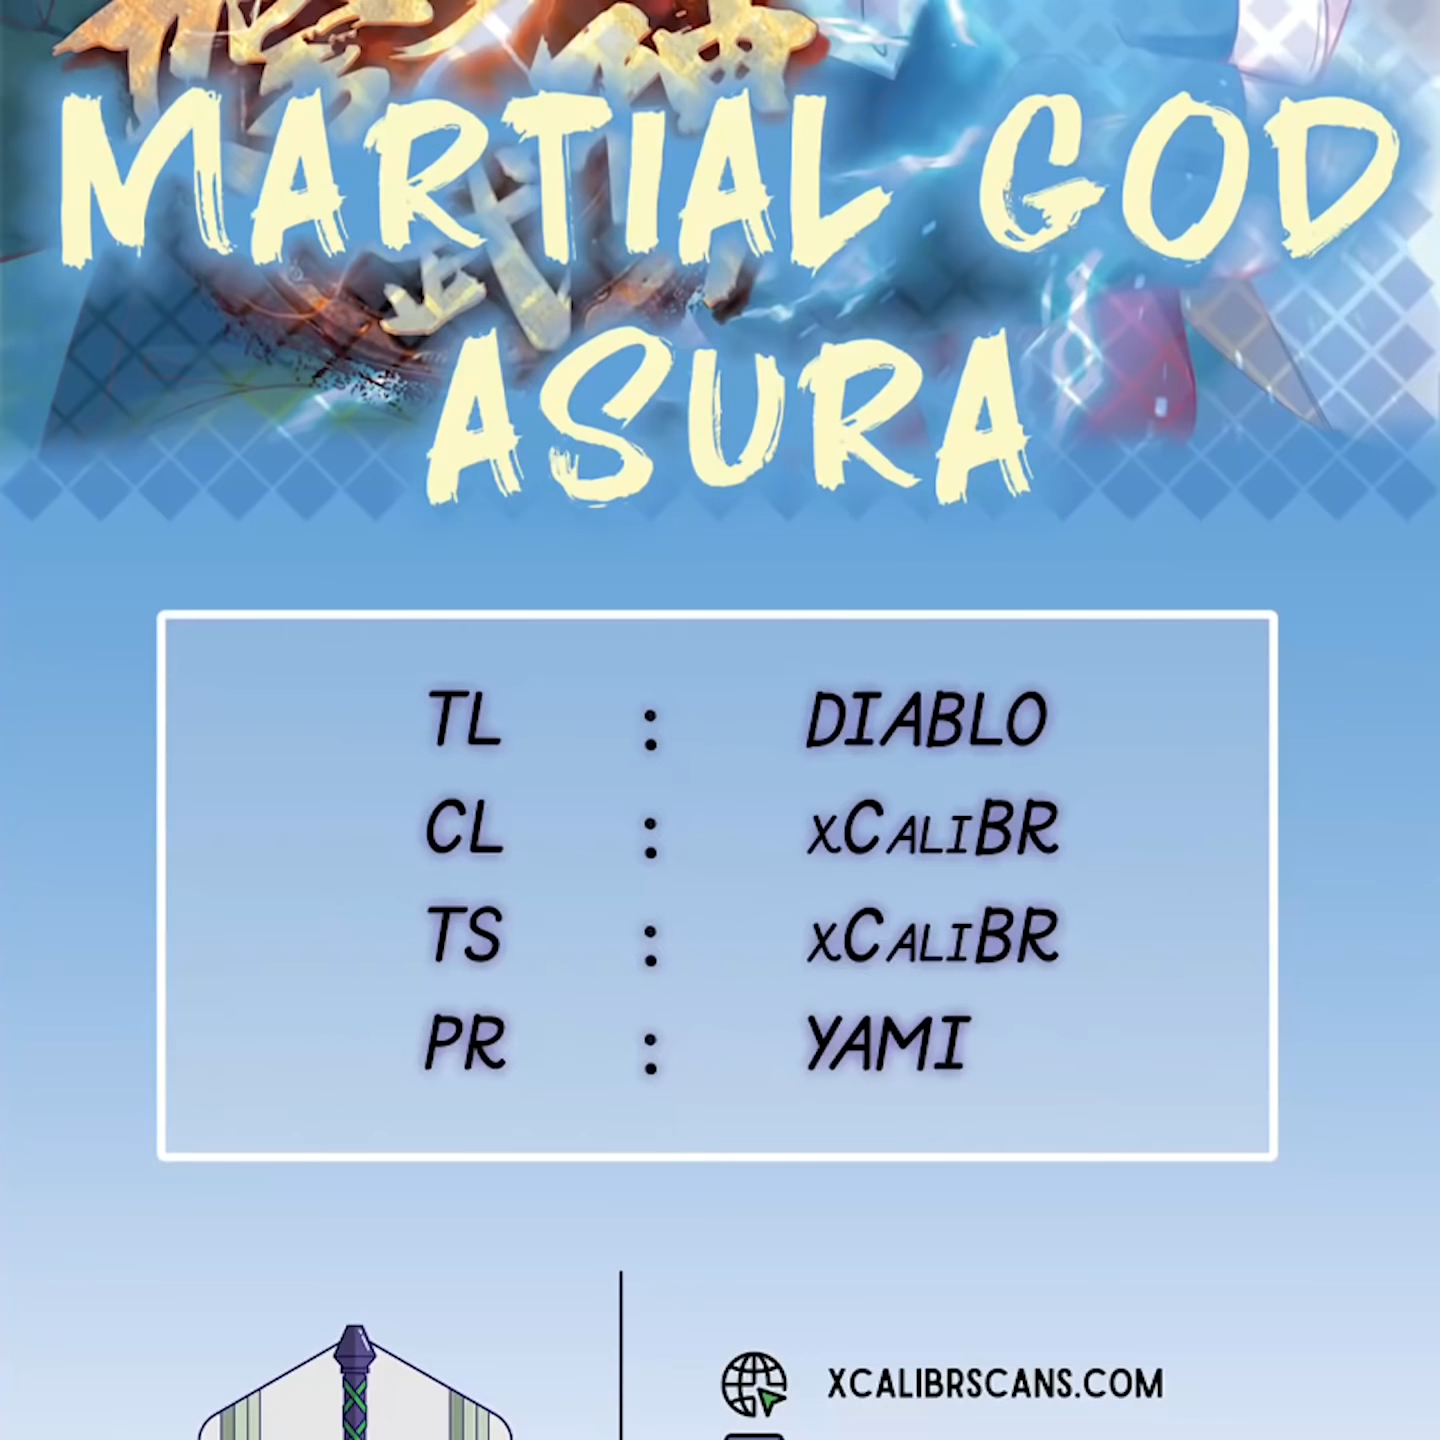 MARTIAL GOD
ASURA
TL : DIABLO
CL : xCALIBR
TS : xCALIBR
PR : YAMI
XCALIBRSCANS.COM